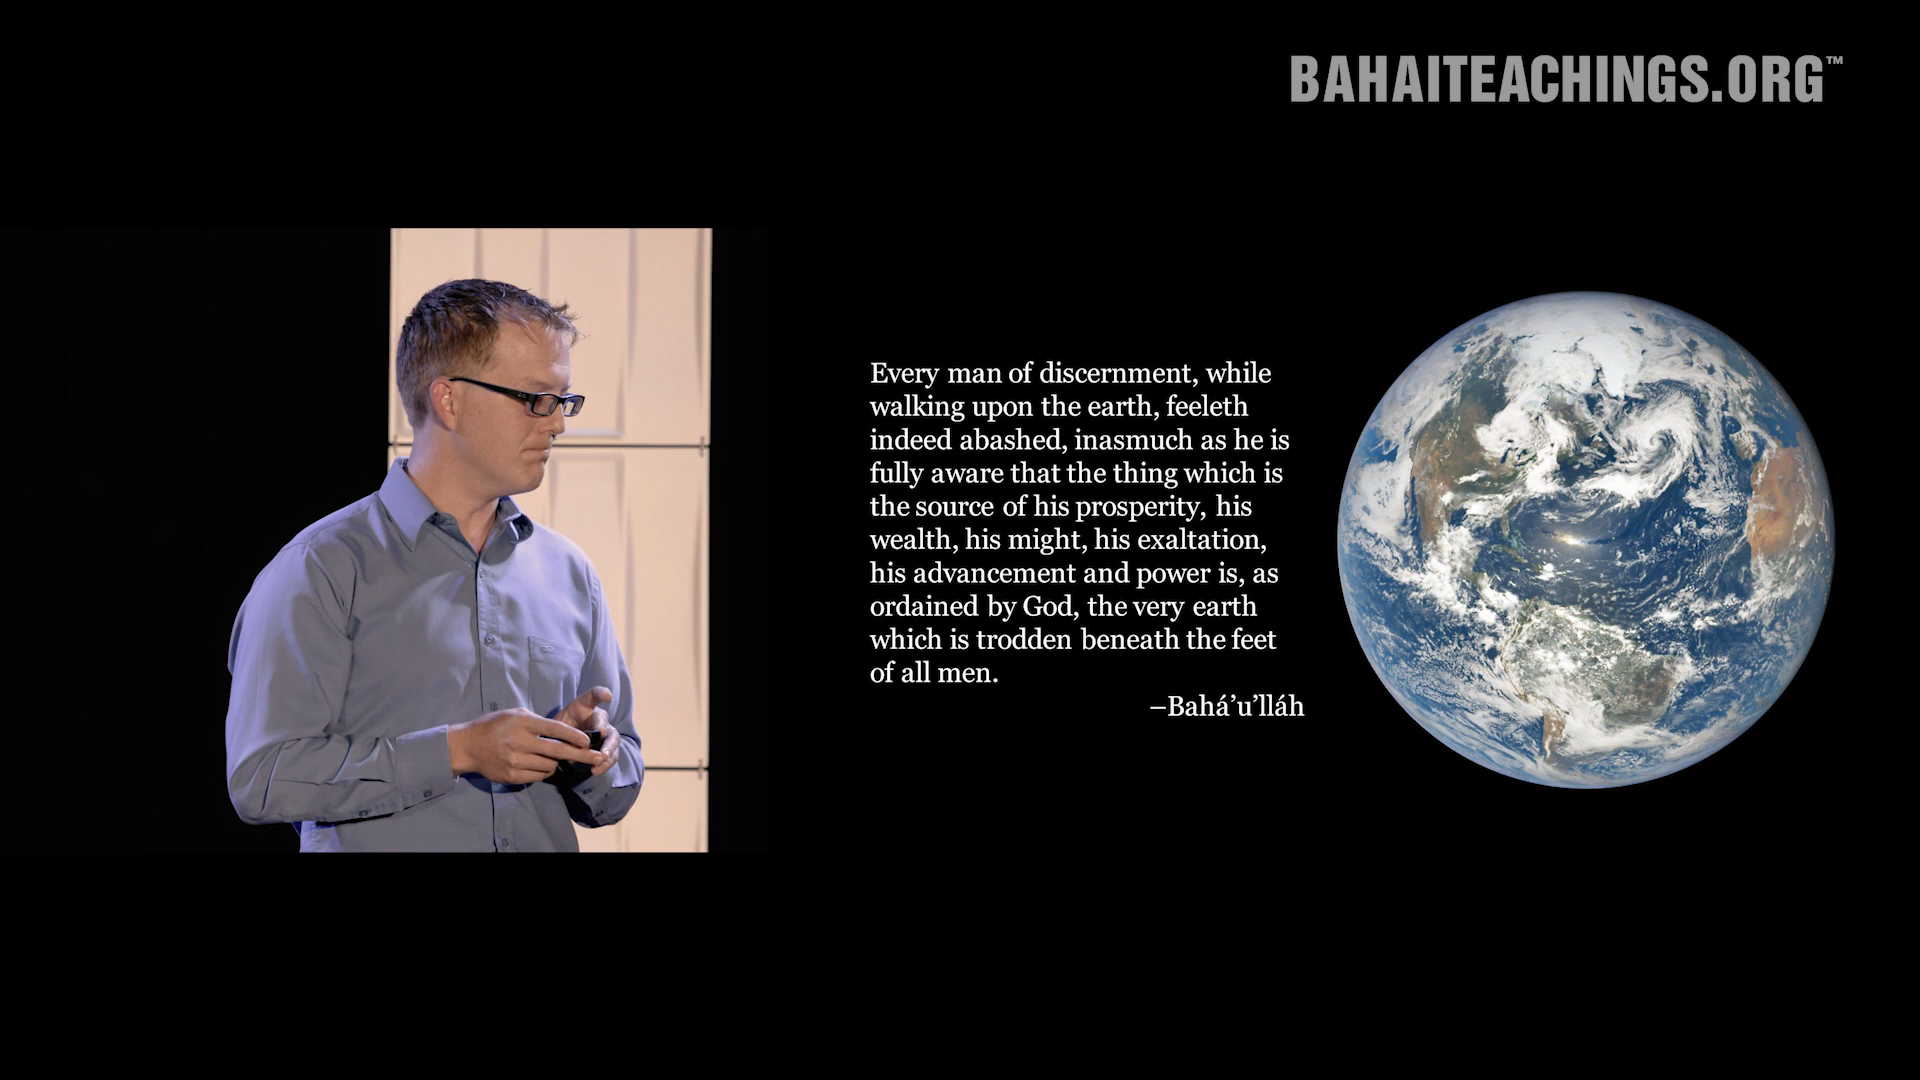 BAHAITEACHINGS.ORG™
Every man of discernment, while
walking upon the earth, feeleth
indeed abashed, inasmuch as he is
fully aware that the thing which is
the source of his prosperity, his
wealth, his might, his exaltation,
his advancement and power is, as
ordained by God, the very earth
which is trodden beneath the feet
of all men.
–Bahá’u’lláh